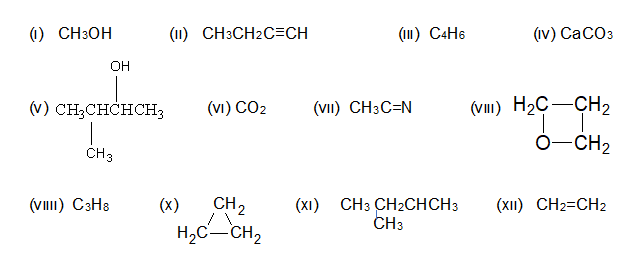 (I) CH3OH (II) CH3CH2C≡CH (III) C4H6 (IV) CaCO3
OH
(V) CH3CHCHCH3 (VI) CO2 (VII) CH3C=N (VIII) H2C—CH2
O—CH2
CH3
(VIIII) C3H8 (X) CH2 (XI) CH3 CH2CHCH3 (XII) CH2=CH2
CH3
H2C—CH2